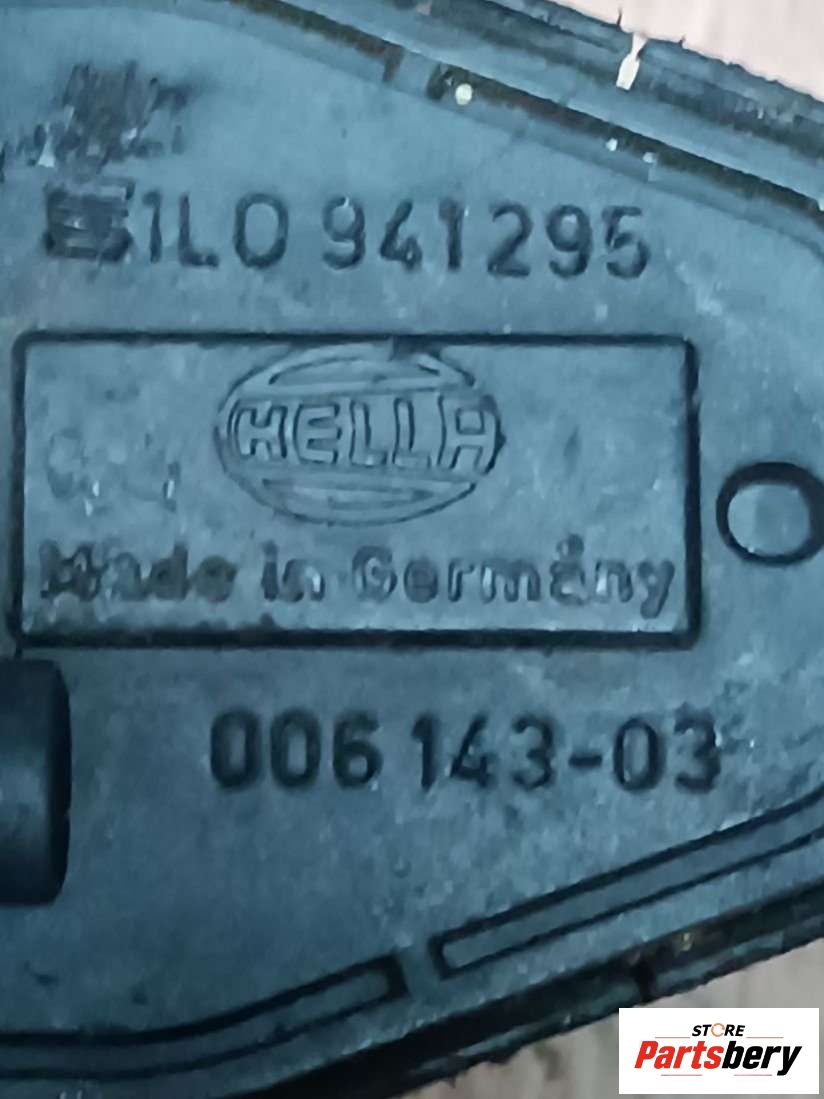 1L0 941295
HELLA
Made in Germany
006 143-03
STORE
Partsbery